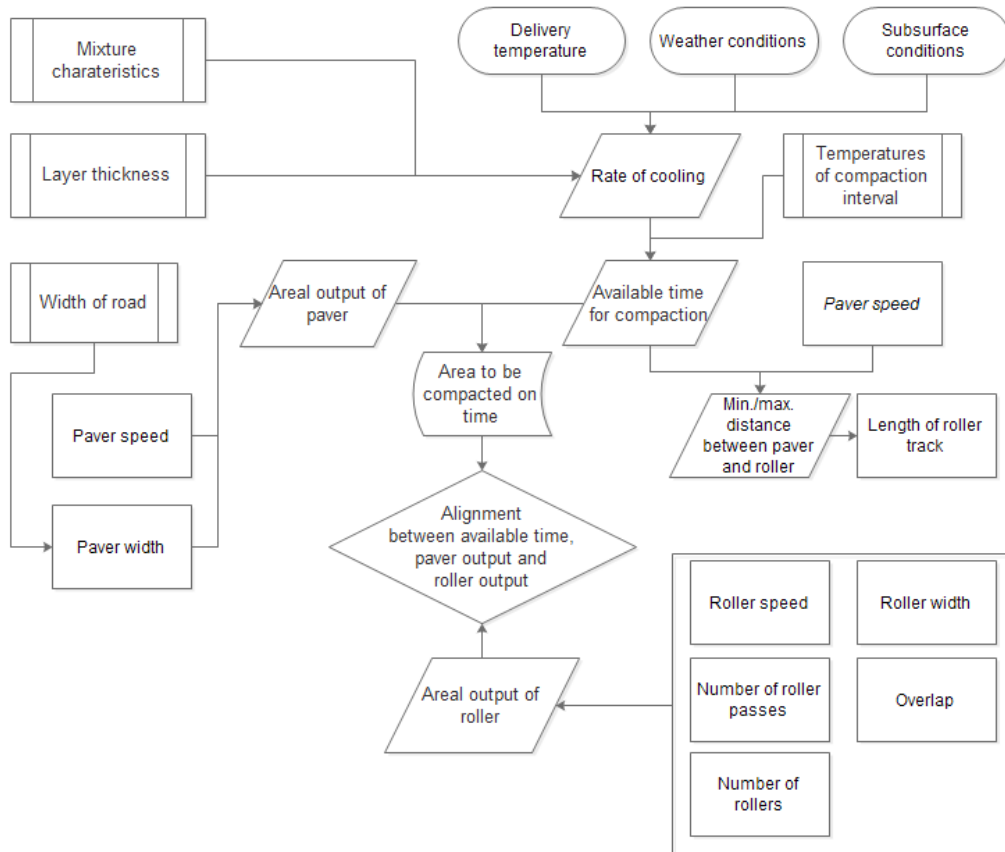 Mixture
charateristics
Delivery
temperature
Weather conditions
Subsurface
conditions
Layer thickness
Rate of cooling
Temperatures
of compaction
interval
Width of road
Areal output of
paver
Available time
for compaction
Paver speed
Area to be
compacted on
time
Paver speed
Min./max.
distance
between paver
and roller
Length of roller
track
Paver width
Alignment
between available time,
paver output and
roller output
Roller speed
Roller width
Areal output of
roller
Number of roller
passes
Overlap
Number of
rollers